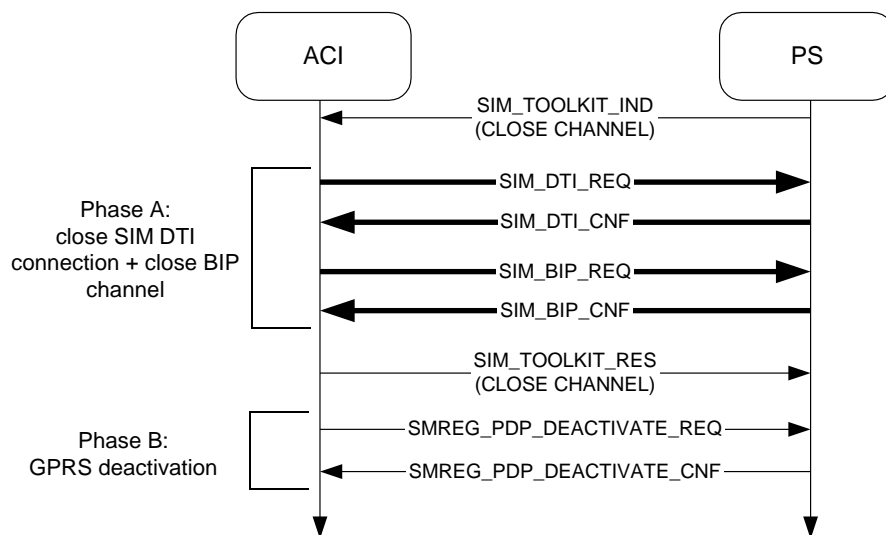 ACI
PS
SIM_TOOLKIT_IND
(CLOSE CHANNEL)
SIM_DTI_REQ
Phase A:
close SIM DTI
connection + close BIP
channel
SIM_DTI_CNF
SIM_BIP_REQ
SIM_BIP_CNF
SIM_TOOLKIT_RES
(CLOSE CHANNEL)
Phase B:
GPRS deactivation
SMREG_PDP_DEACTIVATE_REQ
SMREG_PDP_DEACTIVATE_CNF